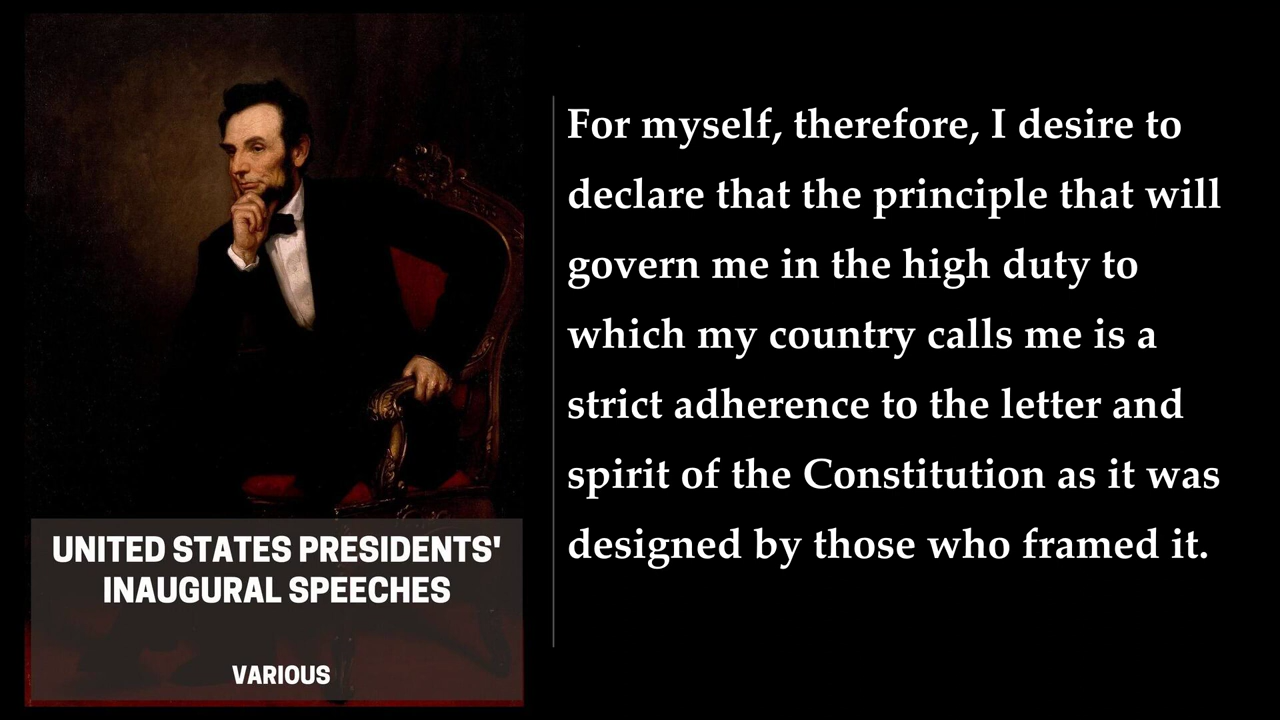 For myself, therefore, I desire to
declare that the principle that will
govern me in the high duty to
which my country calls me is a
strict adherence to the letter and
spirit of the Constitution as it was
designed by those who framed it.
UNITED STATES PRESIDENTS'
INAUGURAL SPEECHES
VARIOUS